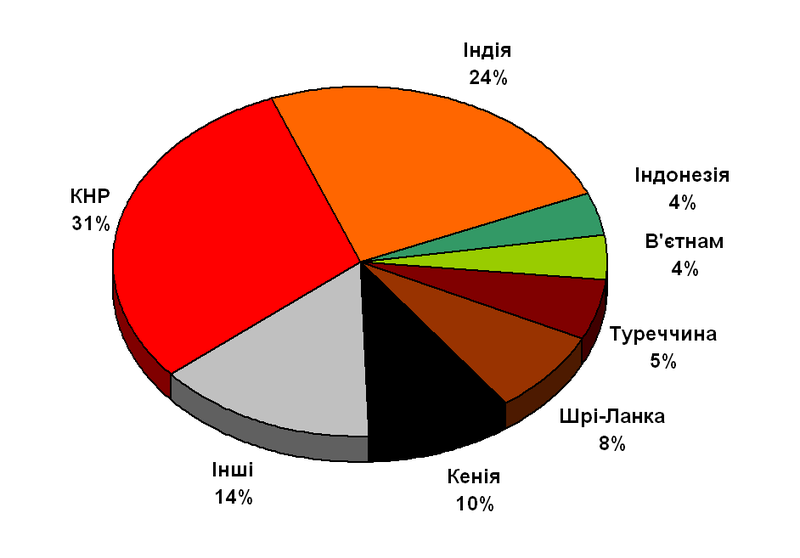 Індія
24%
Індонезія
4%
В'єтнам
4%
Туреччина
5%
Шрі-Ланка
8%
Кенія
10%
Інші
14%
КНР
31%